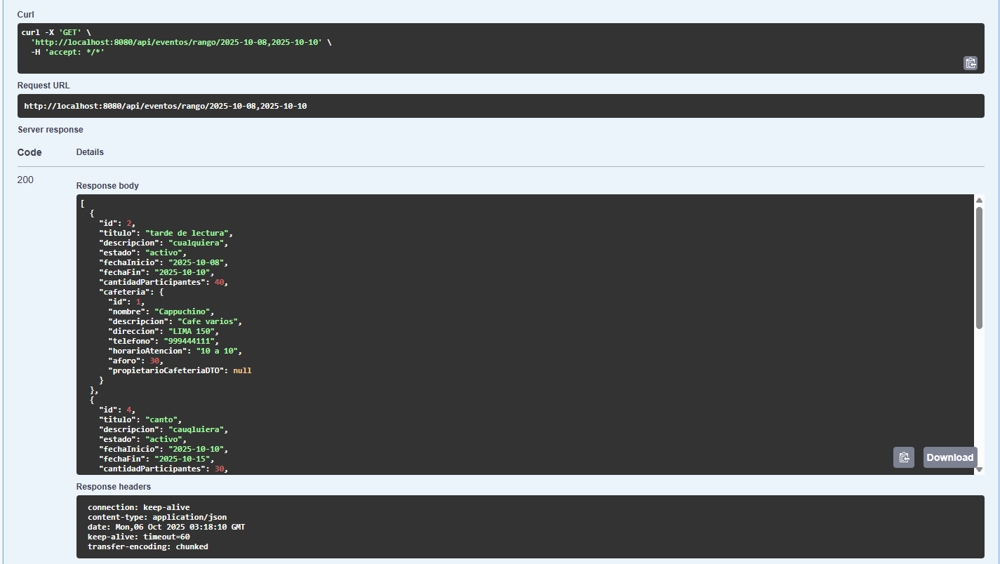 Curl
curl -X 'GET' \
  'http://localhost:8080/api/eventos/rango/2025-10-08,2025-10-10' \
  -H 'accept: */*'
Request URL
http://localhost:8080/api/eventos/rango/2025-10-08,2025-10-10
Server response
Code Details
200
Response body
[
  {
    "id": 2,
    "titulo": "tarde de lectura",
    "descripcion": "cualquiera",
    "estado": "activo",
    "fechaInicio": "2025-10-08",
    "fechaFin": "2025-10-10",
    "cantidadParticipantes": 40,
    "cafeteria": {
      "id": 1,
      "nombre": "Cappuchino",
      "descripcion": "Cafe varios",
      "direccion": "LIMA 150",
      "telefono": "999444111",
      "horarioAtencion": "10 a 10",
      "aforo": 30,
      "propietarioCafeteriaDTO": null
    }
  },
  {
    "id": 4,
    "titulo": "canto",
    "descripcion": "cauqluiera",
    "estado": "activo",
    "fechaInicio": "2025-10-10",
    "fechaFin": "2025-10-15",
    "cantidadParticipantes": 30,
Download
Response headers
connection: keep-alive
content-type: application/json
date: Mon,06 Oct 2025 03:18:10 GMT
keep-alive: timeout=60
transfer-encoding: chunked